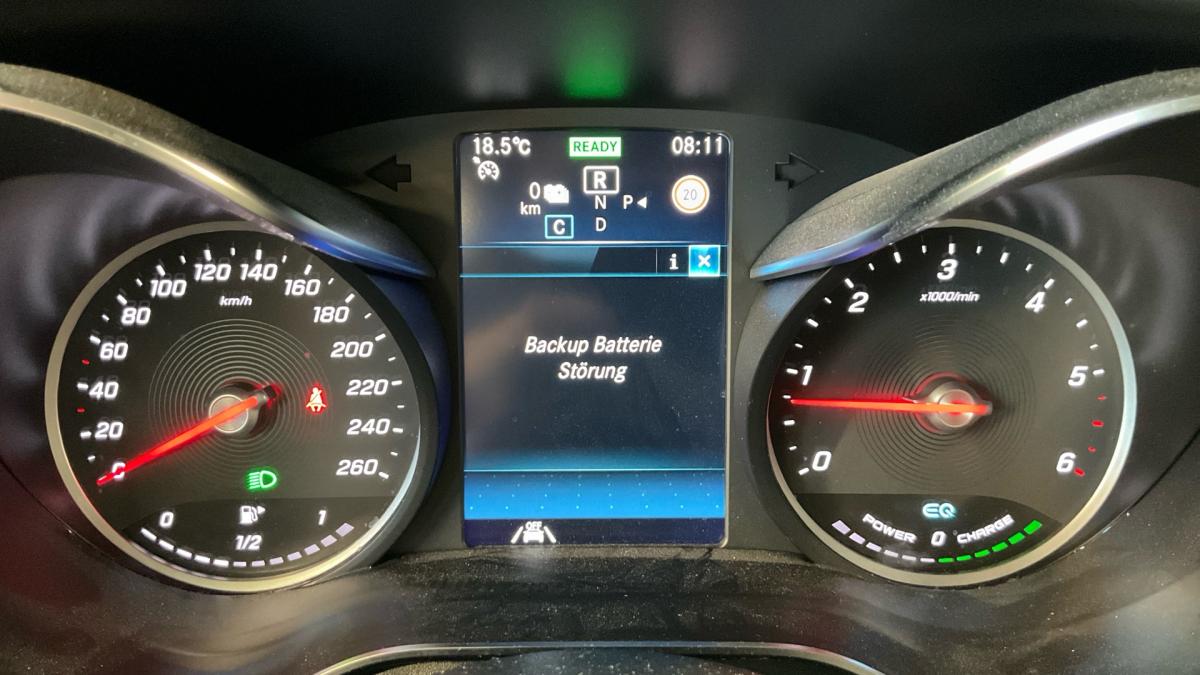 18.5°C READY 08:11
0 km
R
N P◄
D
C
20
i ×
Backup Batterie
Störung
OFF
0 20 40 60 80 100 120 140 160 180 200 220 240 260
km/h
0 1/2 1
0 1 2 3 4 5 6
x1000/min
EQ
POWER 0 CHARGE